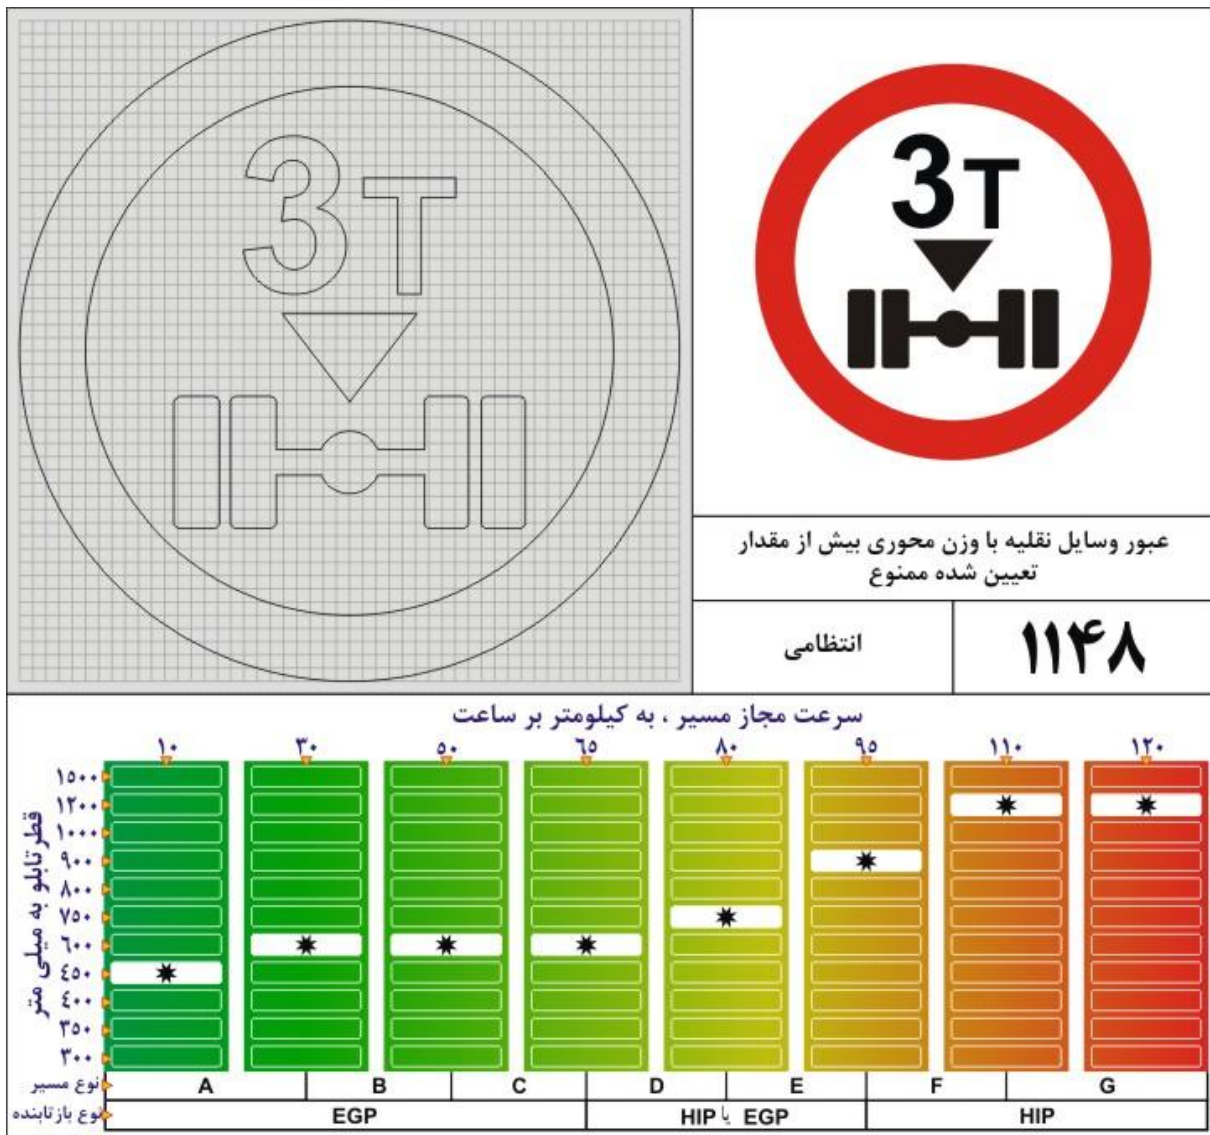 3T
3T
عبور وسایل نقلیه با وزن محوری بیش از مقدار
تعیین شده ممنوع
انتظامی
۱۱۴۸
سرعت مجاز مسیر ، به کیلومتر بر ساعت
۱۰ ۳۰ ۵۰ ۶۵ ۸۰ ۹۵ ۱۱۰ ۱۲۰
قطر تابلو به میلی متر
۱۵۰۰
۱۲۰۰
۱۰۰۰
۹۰۰
۸۰۰
۷۵۰
۶۰۰
۴۵۰
۴۰۰
۳۵۰
۳۰۰
نوع مسیر A B C D E F G
نوع بازتابنده EGP HIP یا EGP HIP